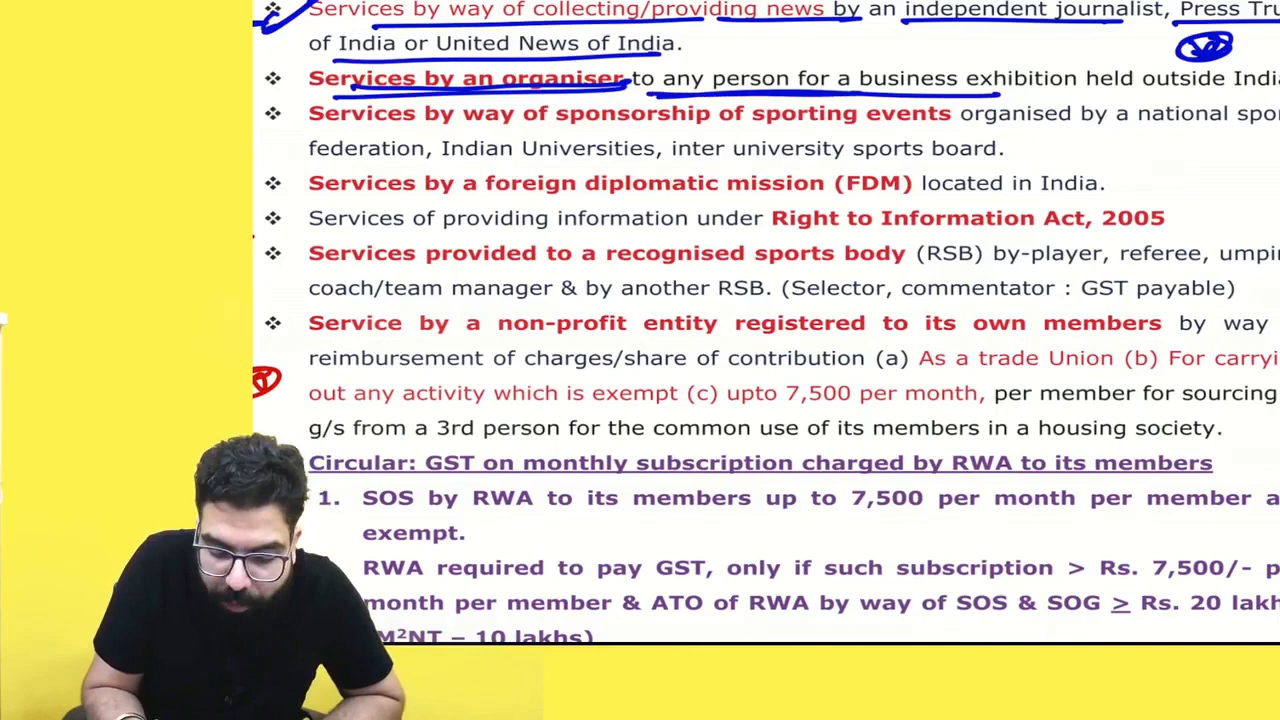 ❖ Services by way of collecting/providing news by an independent journalist, Press
of India or United News of India.
❖ Services by an organiser to any person for a business exhibition held outside
❖ Services by way of sponsorship of sporting events organised by a national
federation, Indian Universities, inter university sports board.
❖ Services by a foreign diplomatic mission (FDM) located in India.
❖ Services of providing information under Right to Information Act, 2005
❖ Services provided to a recognised sports body (RSB) by-player, referee,
coach/team manager & by another RSB. (Selector, commentator : GST payable)
❖ Service by a non-profit entity registered to its own members by way
reimbursement of charges/share of contribution (a) As a trade Union (b) For
out any activity which is exempt (c) upto 7,500 per month, per member for sourcing
g/s from a 3rd person for the common use of its members in a housing society.
Circular: GST on monthly subscription charged by RWA to its members
1. SOS by RWA to its members up to 7,500 per month per member
exempt.
RWA required to pay GST, only if such subscription > Rs. 7,500/-
month per member & ATO of RWA by way of SOS & SOG ≥ Rs. 20
M²NT – 10 lakhs)